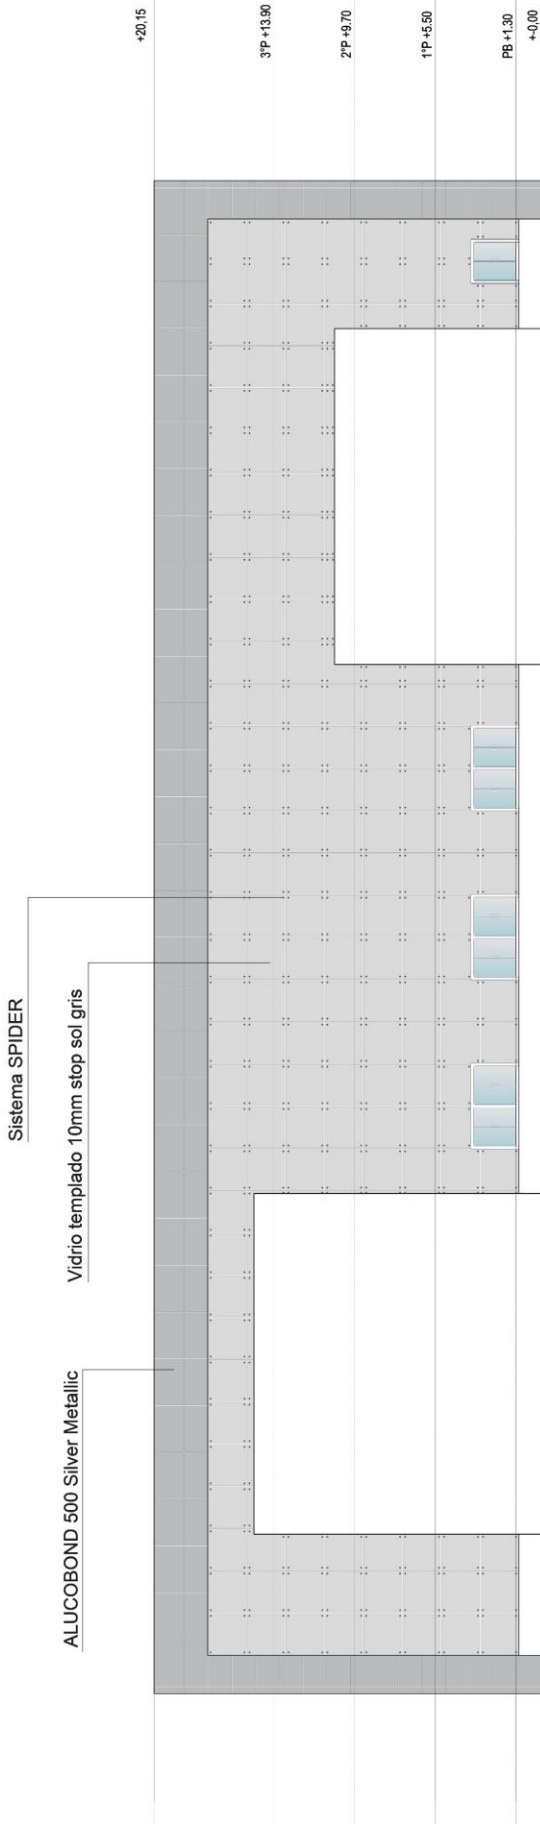 +20,15
3°P +13.90
2°P +9.70
1°P +5.50
PB +1.30
+-0,00
Sistema SPIDER
Vidrio templado 10mm stop sol gris
ALUCOBOND 500 Silver Metallic